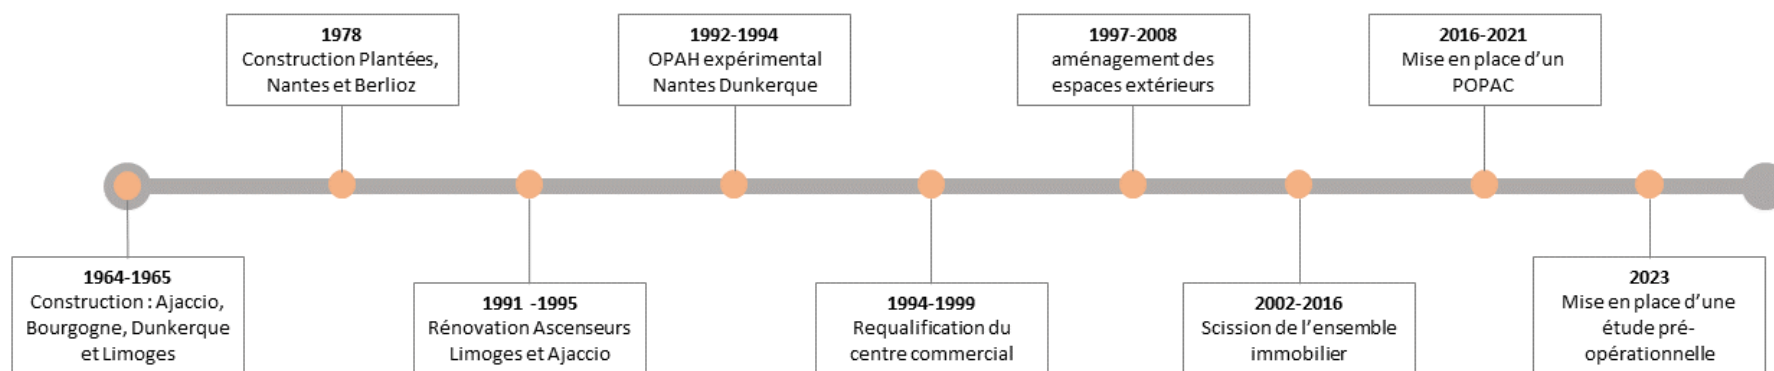 1978
Construction Plantées,
Nantes et Berlioz
1992-1994
OPAH expérimental
Nantes Dunkerque
1997-2008
aménagement des
espaces extérieurs
2016-2021
Mise en place d’un
POPAC
1964-1965
Construction : Ajaccio,
Bourgogne, Dunkerque
et Limoges
1991 -1995
Rénovation Ascenseurs
Limoges et Ajaccio
1994-1999
Requalification du
centre commercial
2002-2016
Scission de l’ensemble
immobilier
2023
Mise en place d’une
étude pré-
opérationnelle